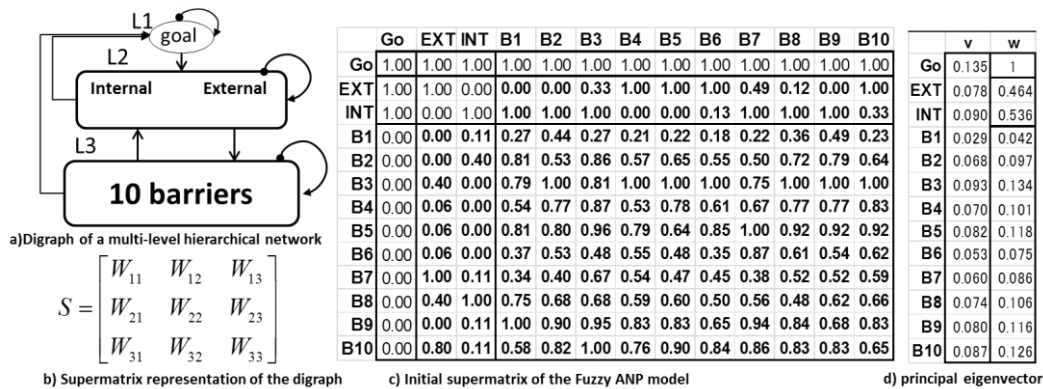 L1
goal
L2
Internal External
L3
10 barriers
a)Digraph of a multi-level hierarchical network
S = [ W11 W12 W13
W21 W22 W23
W31 W32 W33 ]
b) Supermatrix representation of the digraph
Go EXT INT B1 B2 B3 B4 B5 B6 B7 B8 B9 B10
Go 1.00 1.00 1.00 1.00 1.00 1.00 1.00 1.00 1.00 1.00 1.00 1.00 1.00
EXT 1.00 1.00 0.00 0.00 0.00 0.33 1.00 1.00 1.00 0.49 0.12 0.00 1.00
INT 1.00 0.00 1.00 1.00 1.00 1.00 0.00 0.00 0.13 1.00 1.00 1.00 0.33
B1 0.00 0.00 0.11 0.27 0.44 0.27 0.21 0.22 0.18 0.22 0.36 0.49 0.23
B2 0.00 0.00 0.40 0.81 0.53 0.86 0.57 0.65 0.55 0.50 0.72 0.79 0.64
B3 0.00 0.40 0.00 0.79 1.00 0.81 1.00 1.00 1.00 0.75 1.00 1.00 1.00
B4 0.00 0.06 0.00 0.54 0.77 0.87 0.53 0.78 0.61 0.67 0.77 0.77 0.83
B5 0.00 0.06 0.00 0.81 0.80 0.96 0.79 0.64 0.85 1.00 0.92 0.92 0.92
B6 0.00 0.06 0.00 0.37 0.53 0.48 0.55 0.48 0.35 0.87 0.61 0.54 0.62
B7 0.00 1.00 0.11 0.34 0.40 0.67 0.54 0.47 0.45 0.38 0.52 0.52 0.59
B8 0.00 0.40 1.00 0.75 0.68 0.68 0.59 0.60 0.50 0.56 0.48 0.62 0.66
B9 0.00 0.00 0.11 1.00 0.90 0.95 0.83 0.83 0.65 0.94 0.84 0.68 0.83
B10 0.00 0.80 0.11 0.58 0.82 1.00 0.76 0.90 0.84 0.86 0.83 0.83 0.65
c) Initial supermatrix of the Fuzzy ANP model
v w
Go 0.135 1
EXT 0.078 0.464
INT 0.090 0.536
B1 0.029 0.042
B2 0.068 0.097
B3 0.093 0.134
B4 0.070 0.101
B5 0.082 0.118
B6 0.053 0.075
B7 0.060 0.086
B8 0.074 0.106
B9 0.080 0.116
B10 0.087 0.126
d) principal eigenvector